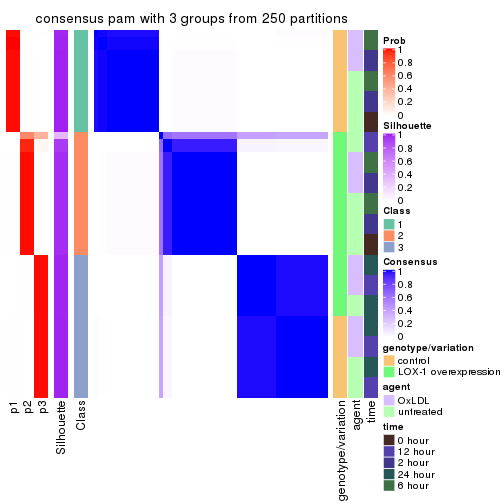 consensus pam with 3 groups from 250 partitions
Prob
1
0.8
0.6
0.4
0.2
0
Silhouette
1
0.8
0.6
0.4
0.2
0
Class
1
2
3
Consensus
1
0.8
0.6
0.4
0.2
0
genotype/variation
control
LOX-1 overexpression
agent
OxLDL
untreated
time
0 hour
12 hour
2 hour
24 hour
6 hour
p1
p2
p3
Silhouette
Class
genotype/variation
agent
time